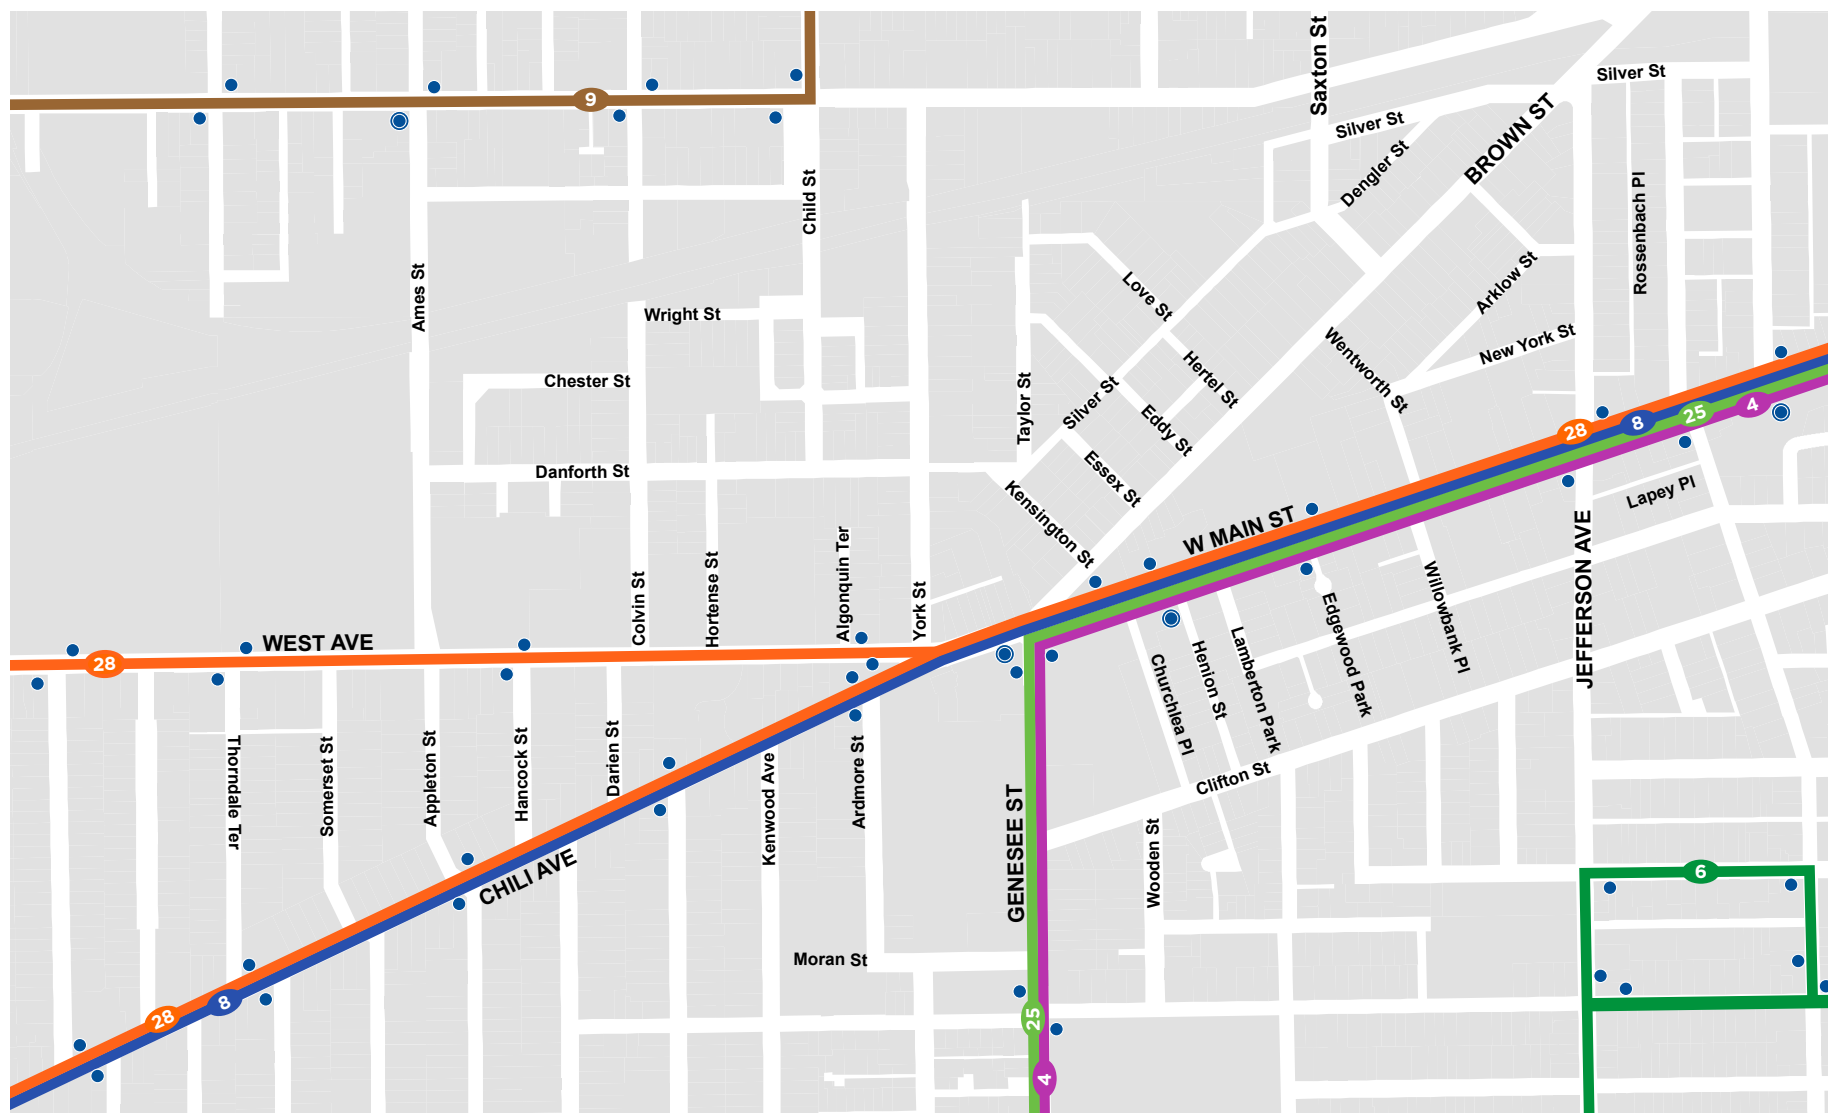 Saxton St
Silver St
9
BROWN ST
Silver St
Dengler St
Child St
Rossenbach Pl
Ames St
Love St
Arklow St
Wright St
New York St
Wentworth St
Hertel St
Chester St
Taylor St
Silver St
Eddy St
28
8
25
4
Danforth St
Essex St
Kensington St
Lapey Pl
W MAIN ST
JEFFERSON AVE
Algonquin Ter
York St
Colvin St
Hortense St
WEST AVE
28
Willowbank Pl
Edgewood Park
Lamberton Park
Henion St
Churchlea Pl
Thorndale Ter
Somerset St
Appleton St
Hancock St
Darien St
Kenwood Ave
Ardmore St
GENESEE ST
Clifton St
Wooden St
CHILI AVE
6
Moran St
28
8
25
4